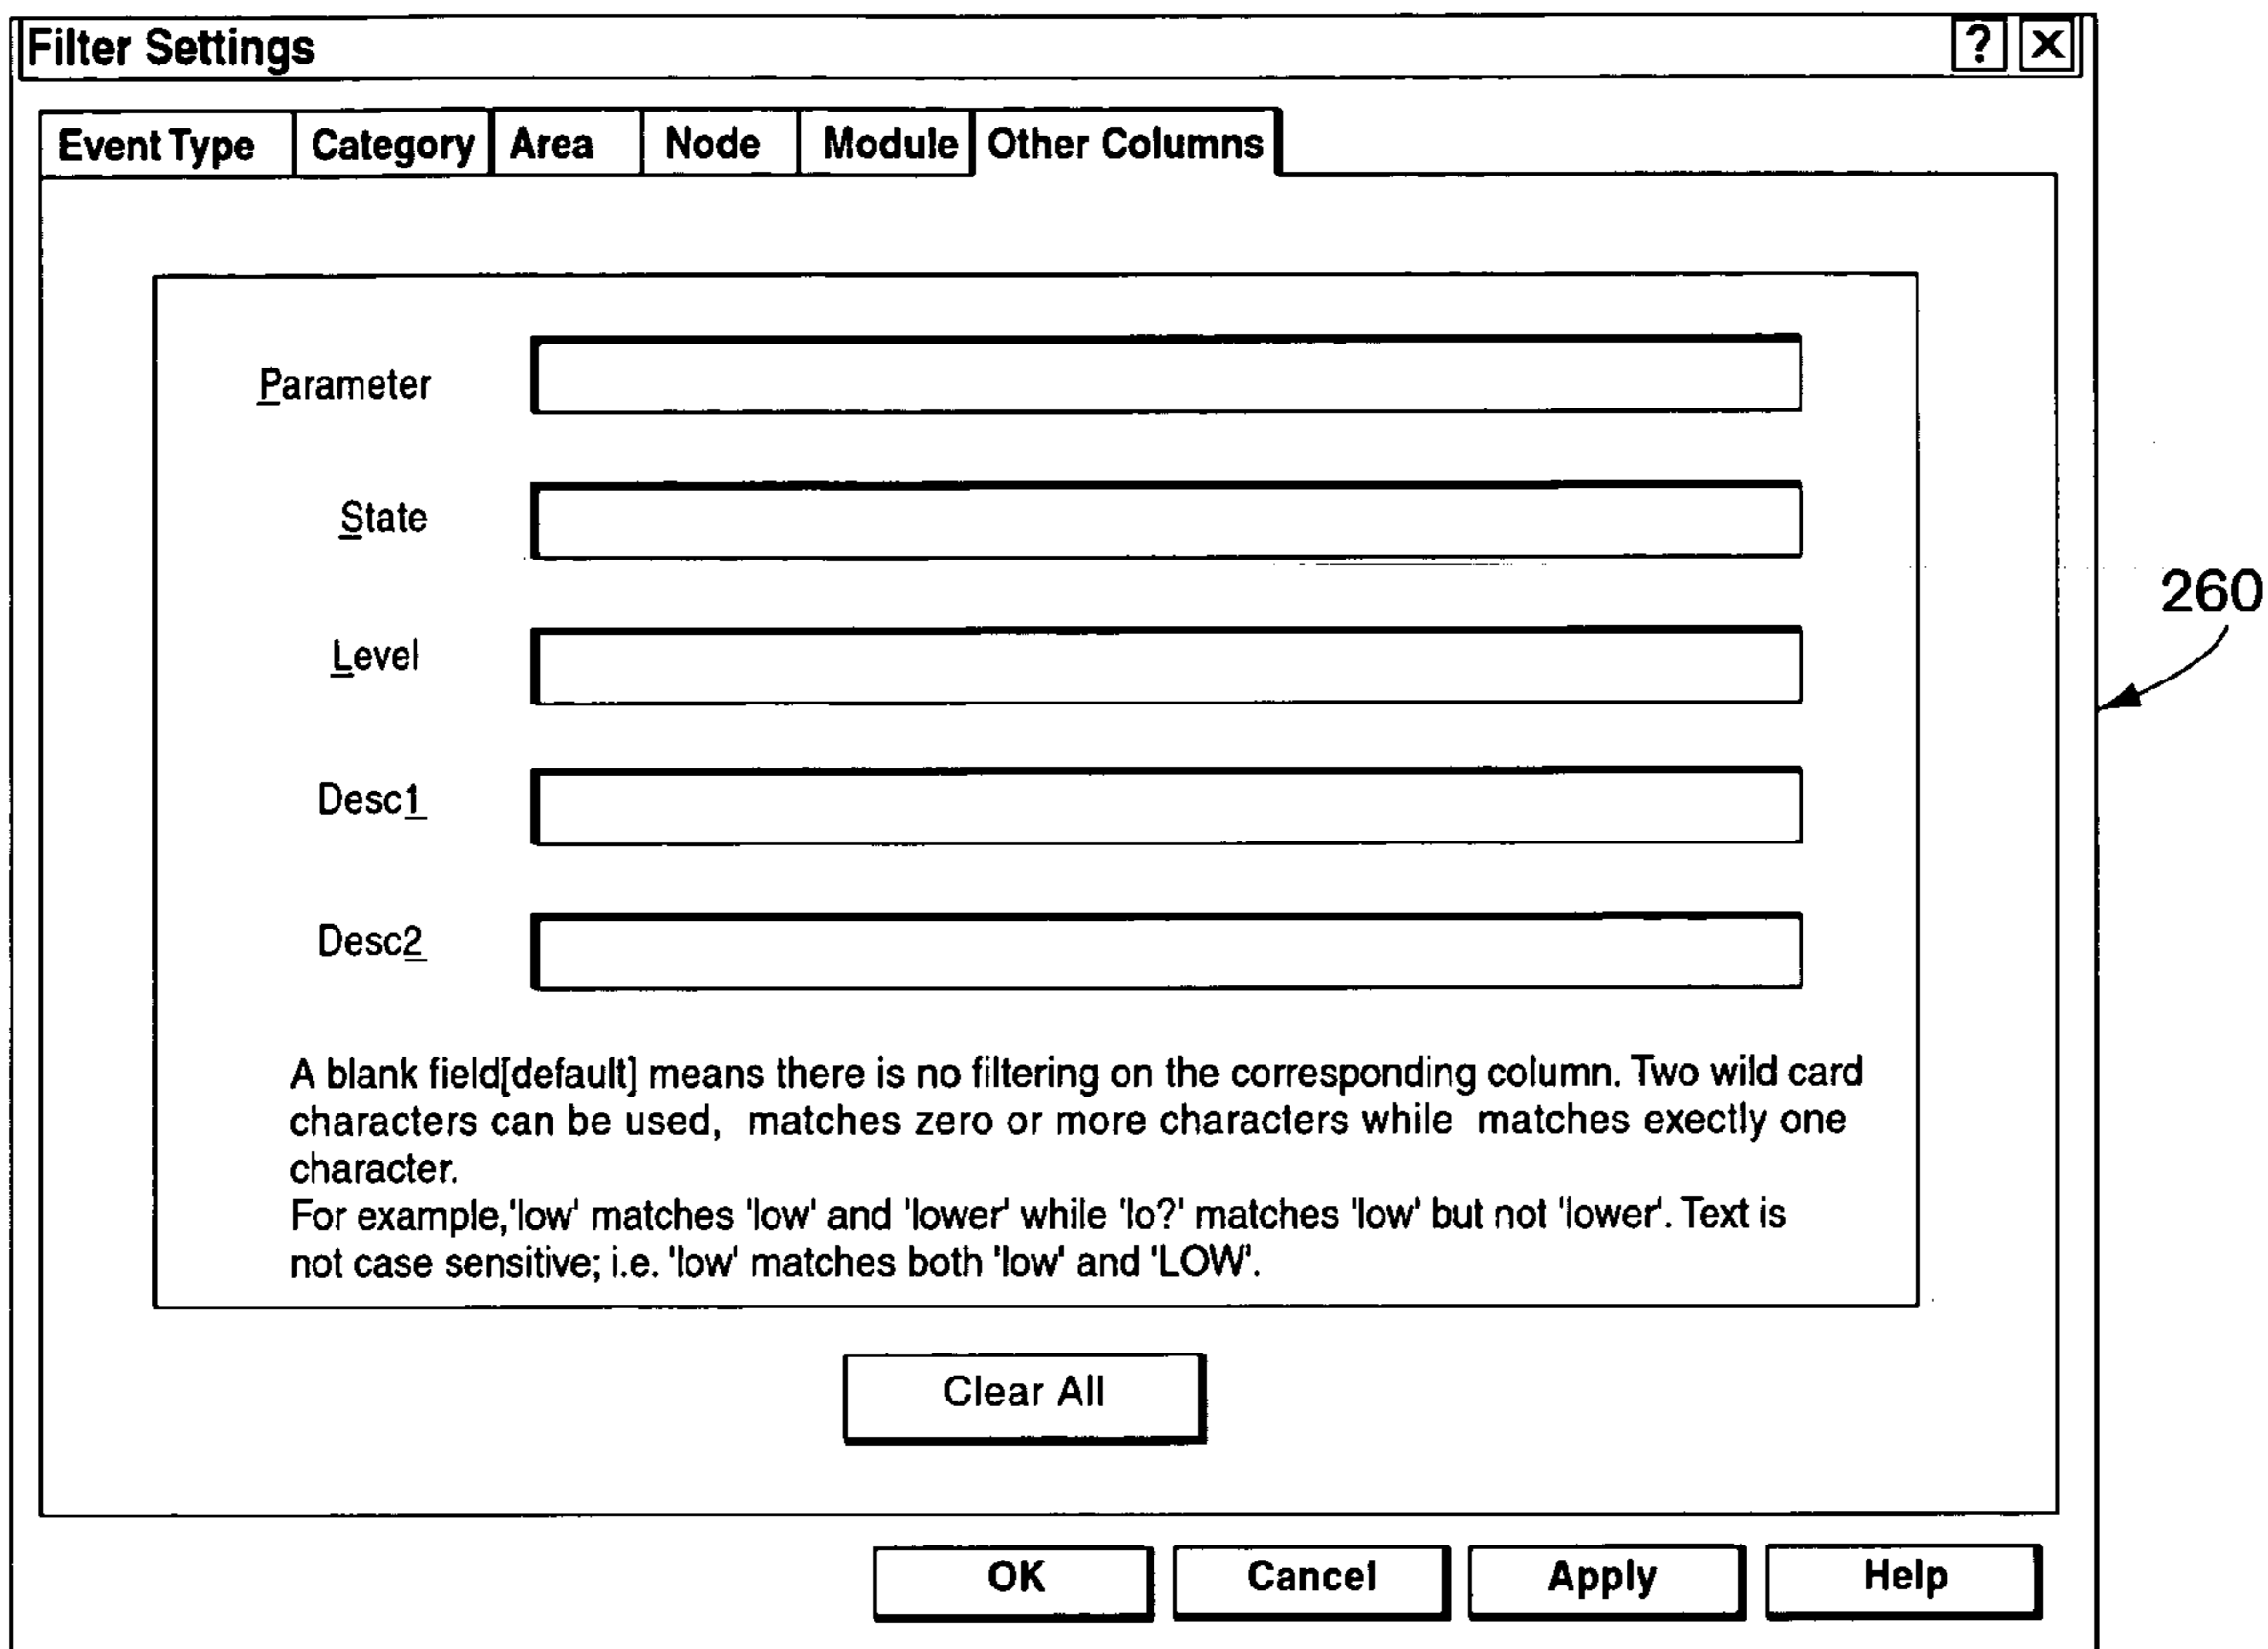 Filter Settings ? X
Event Type Category Area Node Module Other Columns
Parameter
State
Level
Desc1
Desc2
260
A blank field[default] means there is no filtering on the corresponding column. Two wild card
characters can be used, matches zero or more characters while matches exectly one
character.
For example,'low' matches 'low' and 'lower' while 'lo?' matches 'low' but not 'lower'. Text is
not case sensitive; i.e. 'low' matches both 'low' and 'LOW'.
Clear All
OK Cancel Apply Help